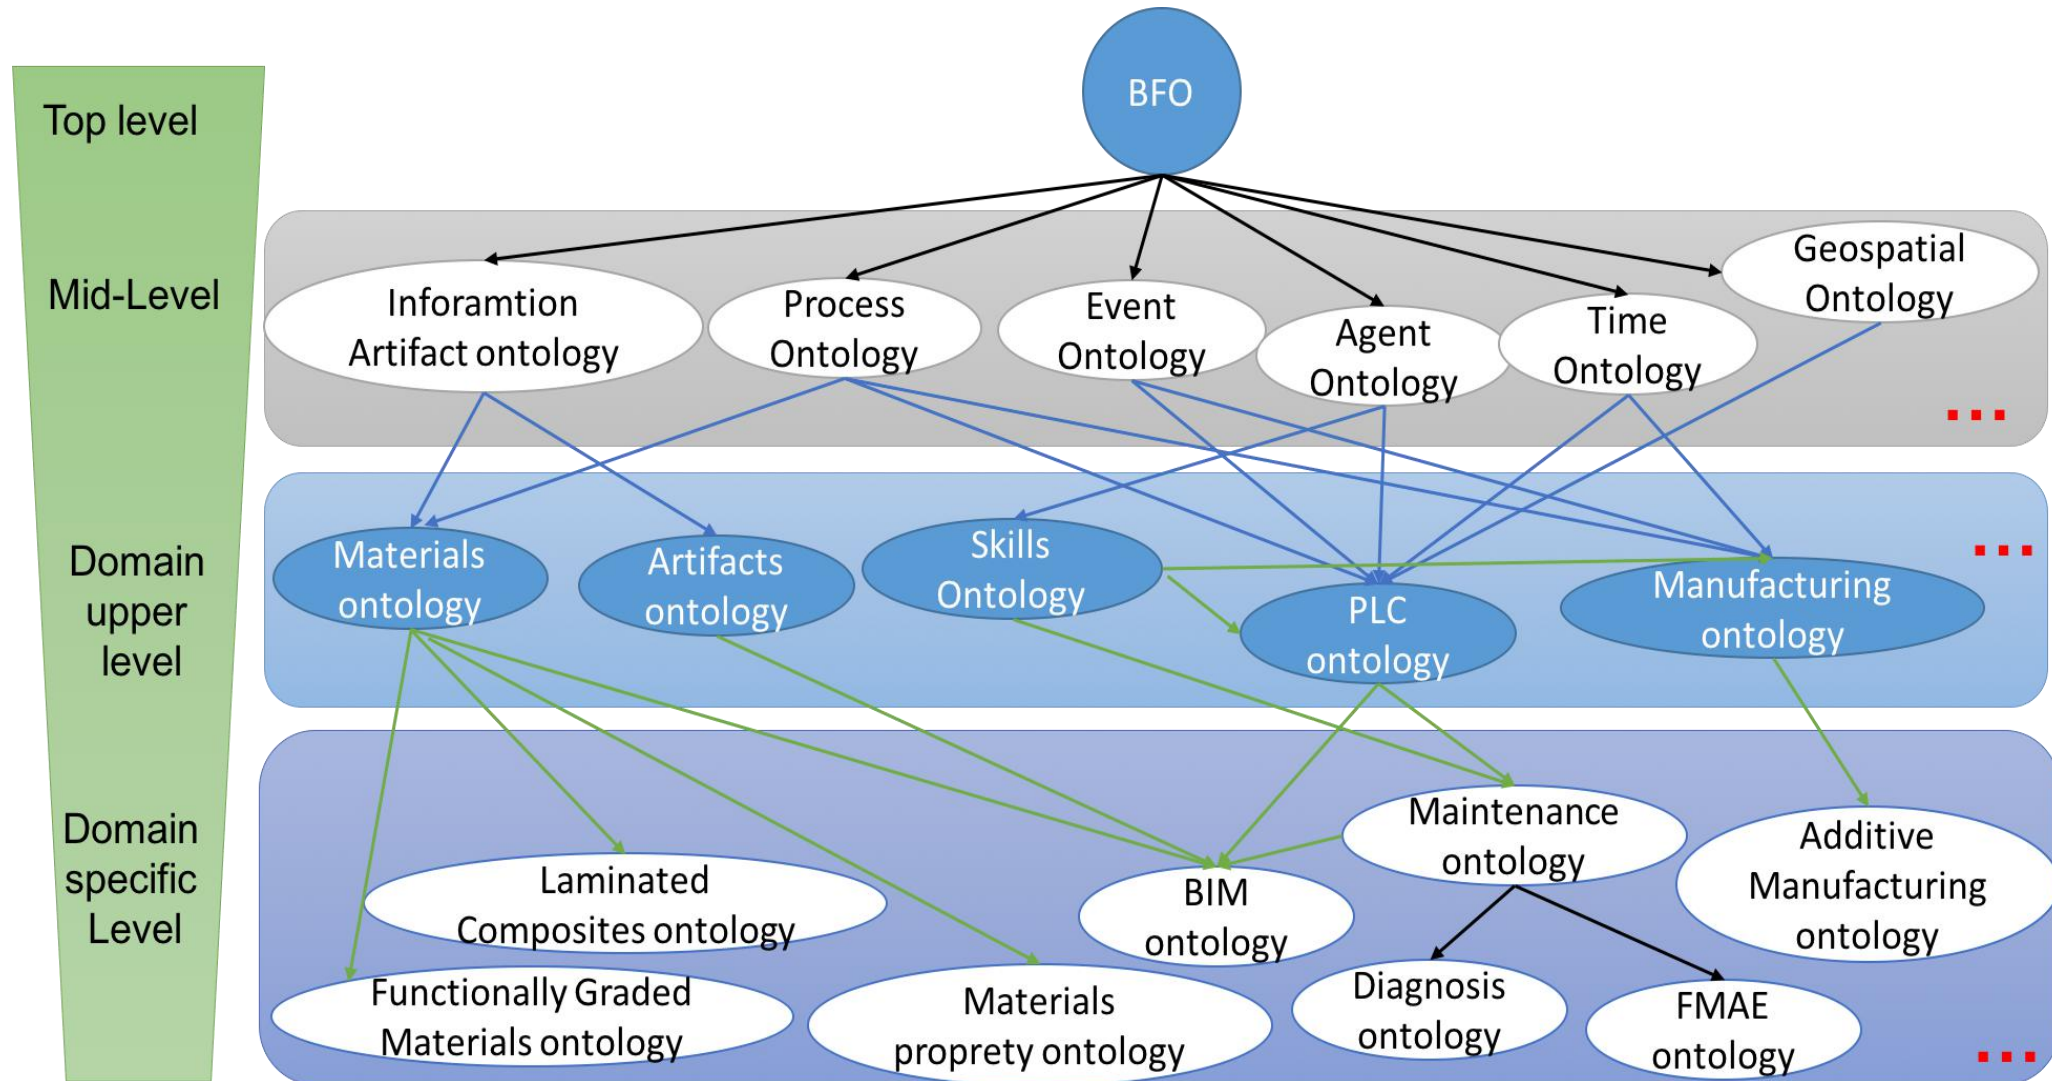 BFO
Top level
Mid-Level
Inforamtion
Artifact ontology
Process
Ontology
Event
Ontology
Agent
Ontology
Time
Ontology
Geospatial
Ontology
...
Domain
upper
level
Materials
ontology
Artifacts
ontology
Skills
Ontology
PLC
ontology
Manufacturing
ontology
...
Domain
specific
Level
Laminated
Composites ontology
Functionally Graded
Materials ontology
Materials
proprety ontology
BIM
ontology
Maintenance
ontology
Diagnosis
ontology
FMAE
ontology
Additive
Manufacturing
ontology
...